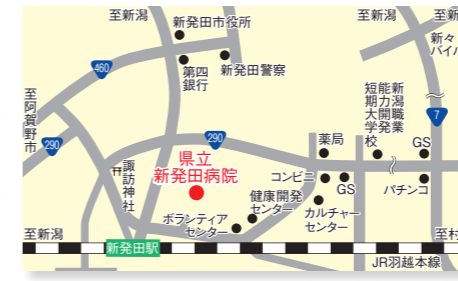 至新潟
新発田市役所
至新潟
至新
新々
バイ
460
第四
銀行
新発田警察
至阿賀野市
290
290
7
新潟職業
能力開発
短期大学校
薬局
GS
諏訪神社
県立
新発田病院
コンビニ
GS
パチンコ
健康開発
センター
カルチャー
センター
ボランティア
センター
至新潟
新発田駅
至村
JR羽越本線